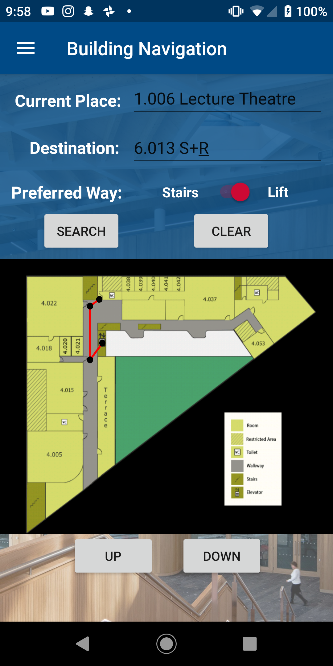 9:58
100%
Building Navigation
Current Place: 1.006 Lecture Theatre
Destination: 6.013 S+R
Preferred Way: Stairs Lift
SEARCH CLEAR
4.022
4.037
4.018
4.020
4.021
4.053
4.015
Terrace
4.005
Room
Restricted Area
Toilet
Walkway
Stairs
Elevator
UP DOWN